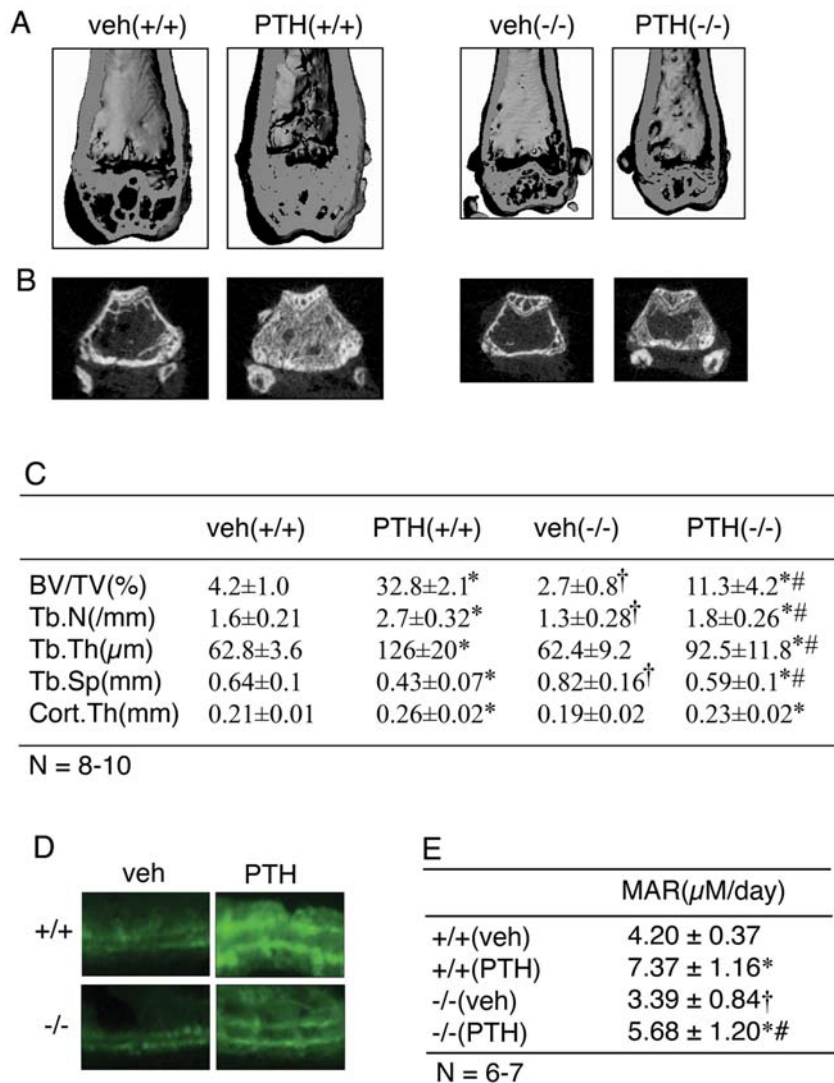 A
veh(+/+) PTH(+/+) veh(-/-) PTH(-/-)
B
C
veh(+/+) PTH(+/+) veh(-/-) PTH(-/-)
BV/TV(%) 4.2±1.0 32.8±2.1* 2.7±0.8† 11.3±4.2*#
Tb.N(/mm) 1.6±0.21 2.7±0.32* 1.3±0.28† 1.8±0.26*#
Tb.Th(µm) 62.8±3.6 126±20* 62.4±9.2 92.5±11.8*#
Tb.Sp(mm) 0.64±0.1 0.43±0.07* 0.82±0.16† 0.59±0.1*#
Cort.Th(mm) 0.21±0.01 0.26±0.02* 0.19±0.02 0.23±0.02*
N = 8-10
D
veh PTH
+/+
-/-
E
MAR(µM/day)
+/+(veh) 4.20 ± 0.37
+/+(PTH) 7.37 ± 1.16*
-/-(veh) 3.39 ± 0.84†
-/-(PTH) 5.68 ± 1.20*#
N = 6-7